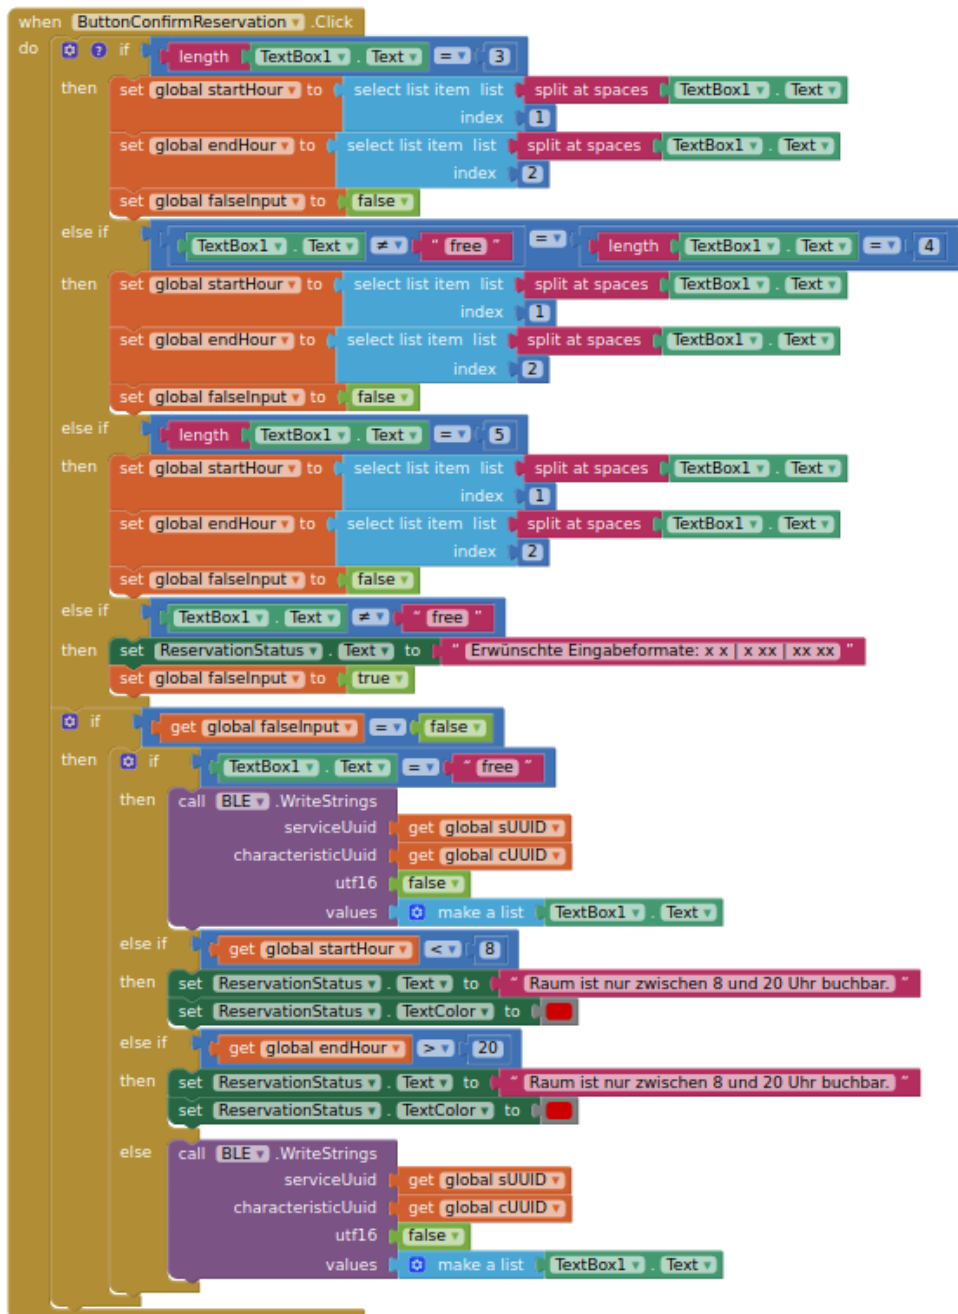 when ButtonConfirmReservation .Click
do if length TextBox1 . Text = 3
then set global startHour to select list item list split at spaces TextBox1 . Text
index 1
set global endHour to select list item list split at spaces TextBox1 . Text
index 2
set global falseInput to false
else if TextBox1 . Text ≠ " free " = length TextBox1 . Text = 4
then set global startHour to select list item list split at spaces TextBox1 . Text
index 1
set global endHour to select list item list split at spaces TextBox1 . Text
index 2
set global falseInput to false
else if length TextBox1 . Text = 5
then set global startHour to select list item list split at spaces TextBox1 . Text
index 1
set global endHour to select list item list split at spaces TextBox1 . Text
index 2
set global falseInput to false
else if TextBox1 . Text ≠ " free "
then set ReservationStatus . Text to " Erwünschte Eingabeformate: x x | x xx | xx xx "
set global falseInput to true
if get global falseInput = false
then if TextBox1 . Text = " free "
then call BLE .WriteStrings
serviceUuid get global sUUID
characteristicUuid get global cUUID
utf16 false
values make a list TextBox1 . Text
else if get global startHour < 8
then set ReservationStatus . Text to " Raum ist nur zwischen 8 und 20 Uhr buchbar. "
set ReservationStatus . TextColor to
else if get global endHour > 20
then set ReservationStatus . Text to " Raum ist nur zwischen 8 und 20 Uhr buchbar. "
set ReservationStatus . TextColor to
else call BLE .WriteStrings
serviceUuid get global sUUID
characteristicUuid get global cUUID
utf16 false
values make a list TextBox1 . Text